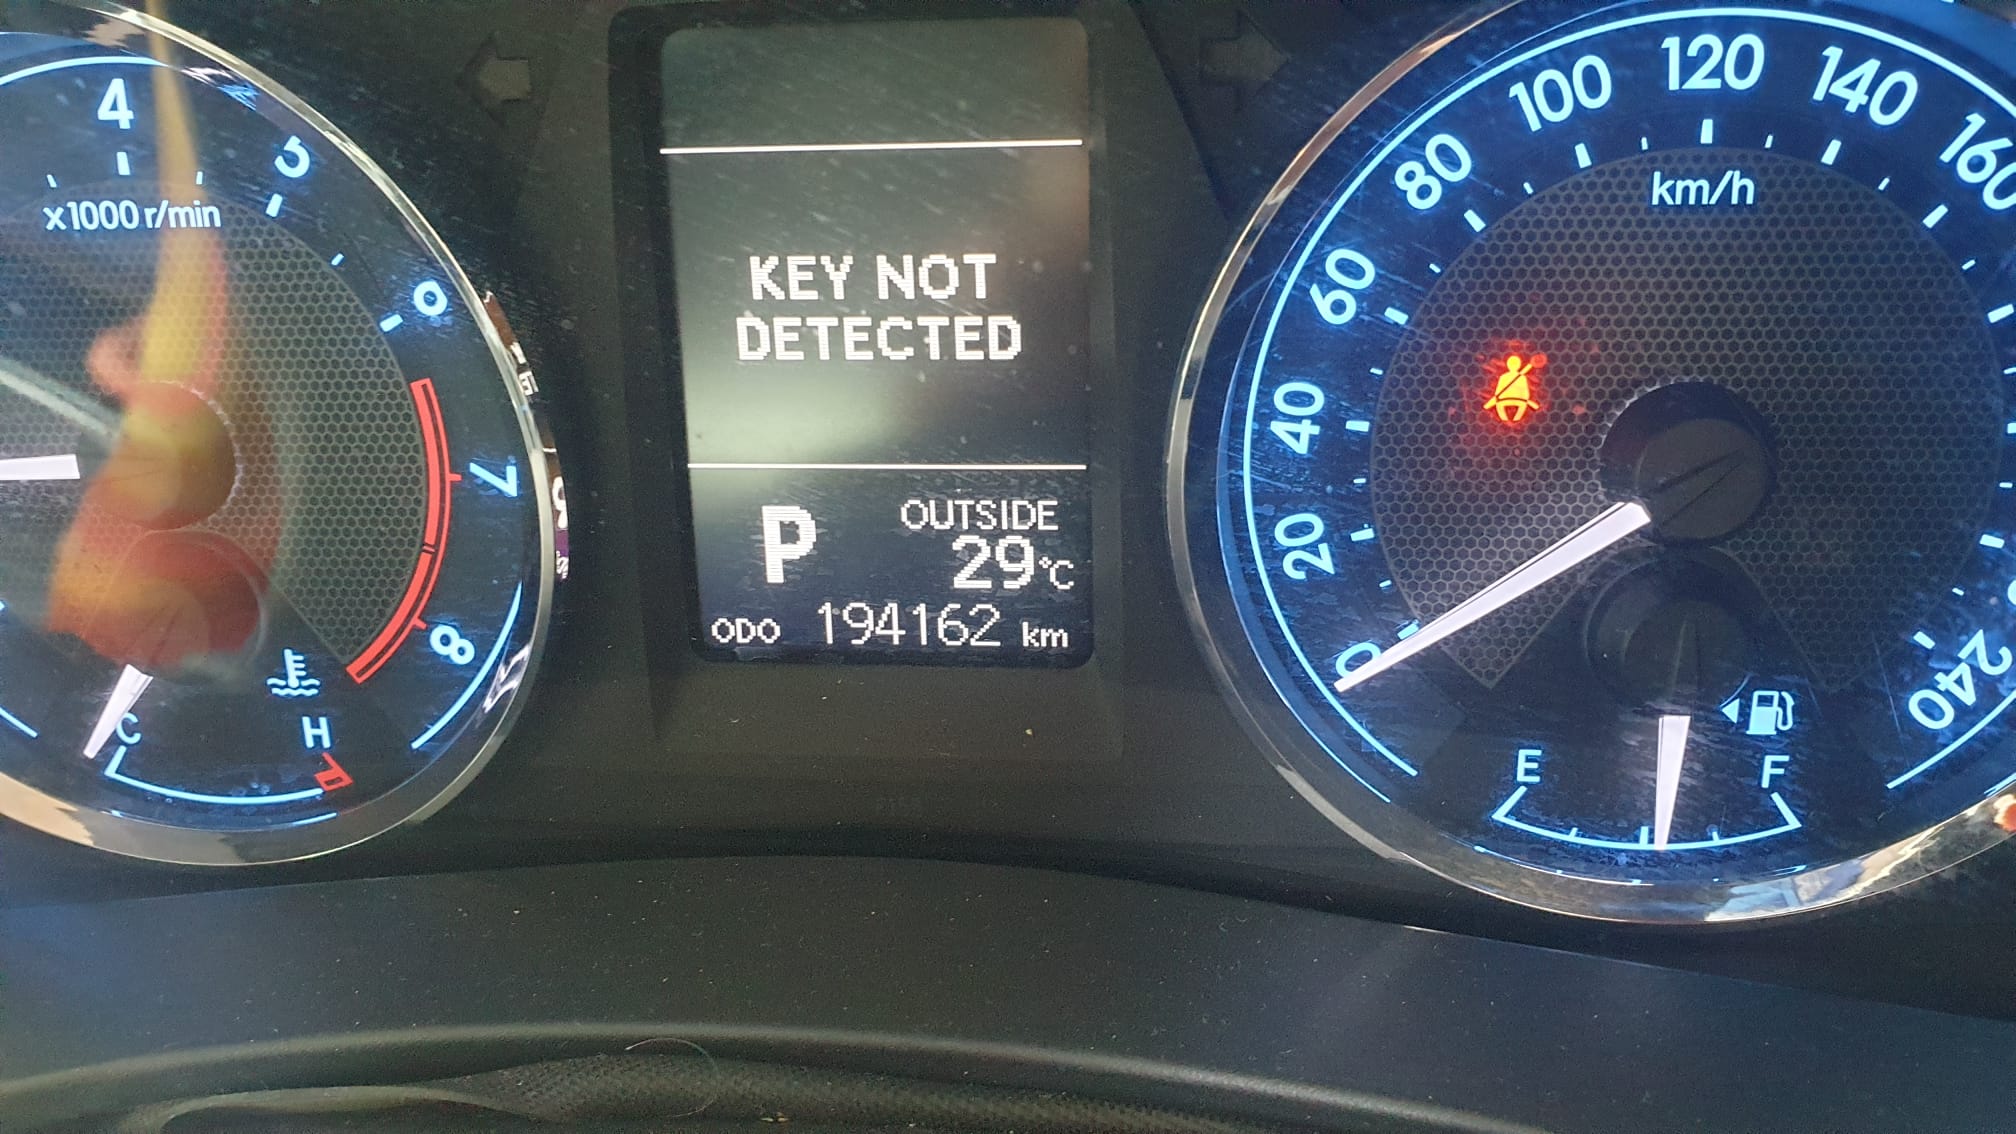 4
5
x1000 r/min
6
7
8
C
H
KEY NOT
DETECTED
P
OUTSIDE
29°C
ODO 194162 km
0
20
40
60
80
100
120
140
160
240
km/h
E
F